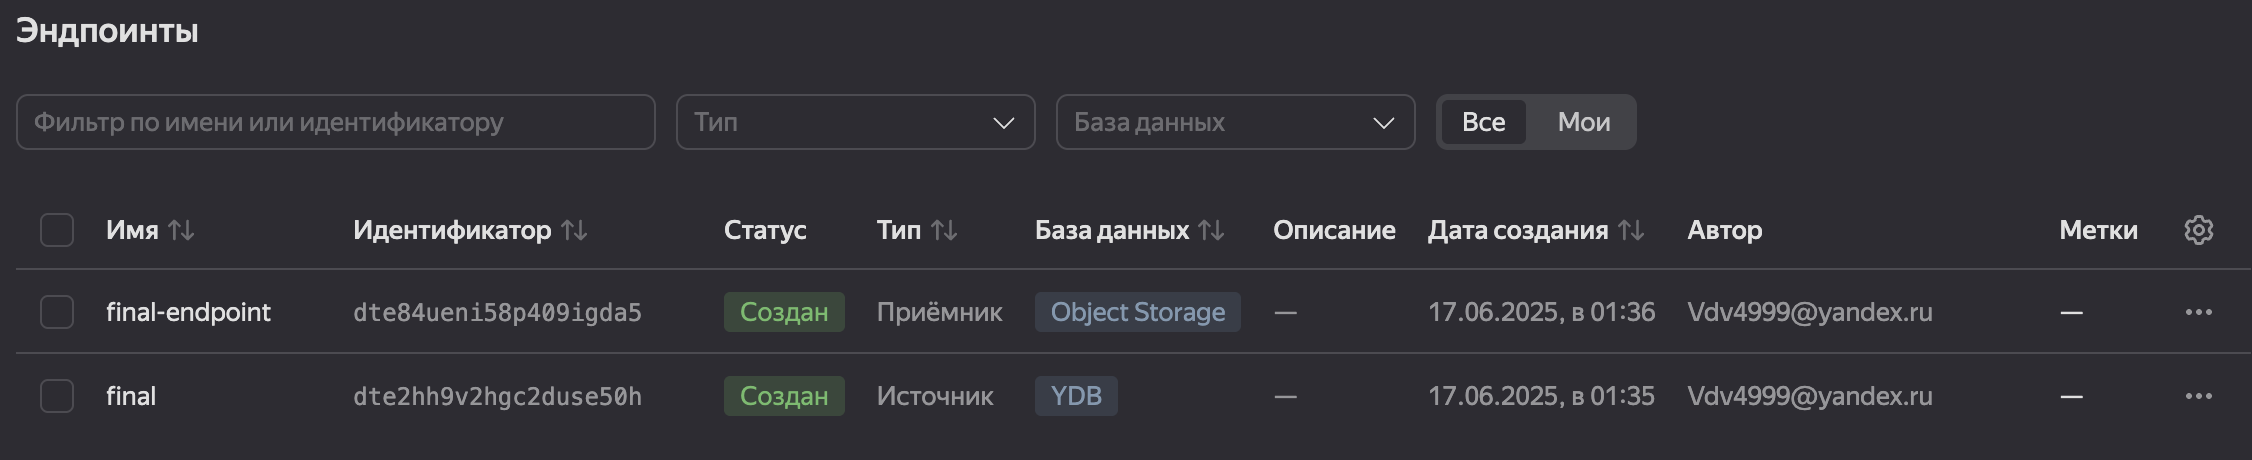 Эндпоинты
Фильтр по имени или идентификатору Тип База данных Все Мои
Имя Идентификатор Статус Тип База данных Описание Дата создания Автор Метки
final-endpoint dte84ueni58p409igda5 Создан Приёмник Object Storage — 17.06.2025, в 01:36 Vdv4999@yandex.ru —
final dte2hh9v2hgc2duse50h Создан Источник YDB — 17.06.2025, в 01:35 Vdv4999@yandex.ru —